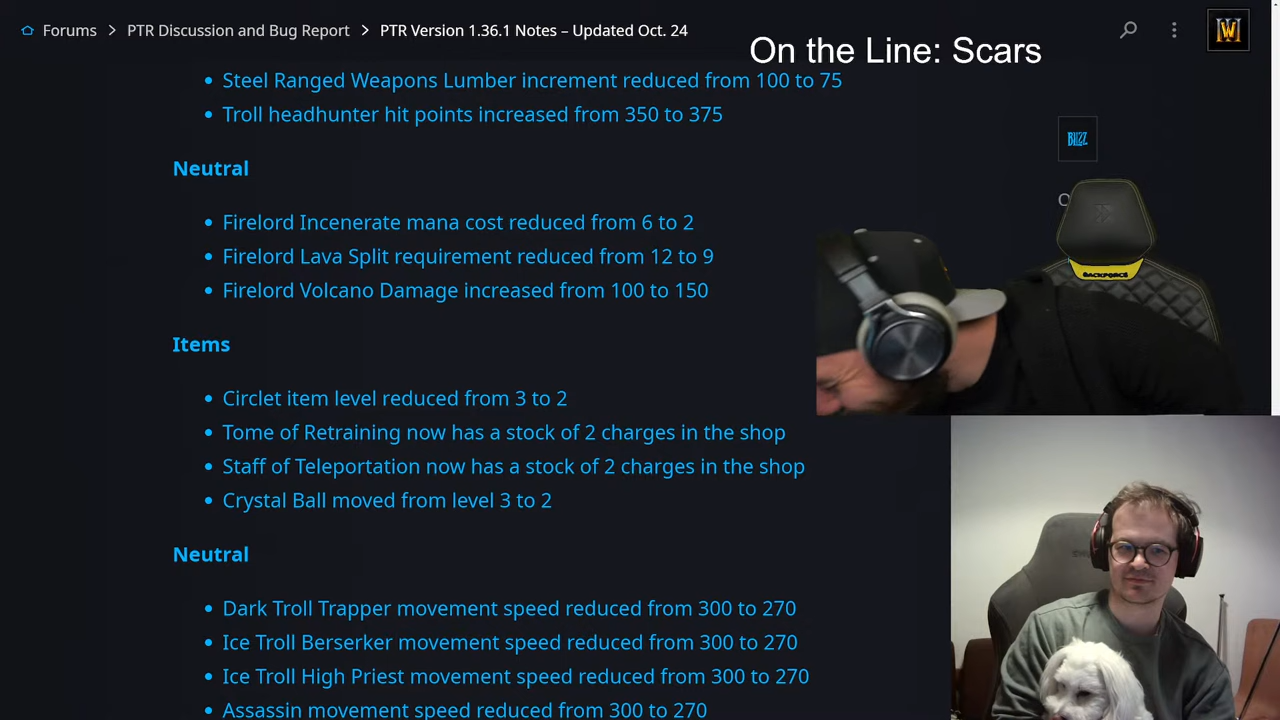 Forums > PTR Discussion and Bug Report > PTR Version 1.36.1 Notes – Updated Oct. 24
On the Line: Scars
• Steel Ranged Weapons Lumber increment reduced from 100 to 75
• Troll headhunter hit points increased from 350 to 375
BLIZZ
Neutral
• Firelord Incenerate mana cost reduced from 6 to 2
• Firelord Lava Split requirement reduced from 12 to 9
• Firelord Volcano Damage increased from 100 to 150
BACKFORCE
Items
• Circlet item level reduced from 3 to 2
• Tome of Retraining now has a stock of 2 charges in the shop
• Staff of Teleportation now has a stock of 2 charges in the shop
• Crystal Ball moved from level 3 to 2
Neutral
• Dark Troll Trapper movement speed reduced from 300 to 270
• Ice Troll Berserker movement speed reduced from 300 to 270
• Ice Troll High Priest movement speed reduced from 300 to 270
• Assassin movement speed reduced from 300 to 270